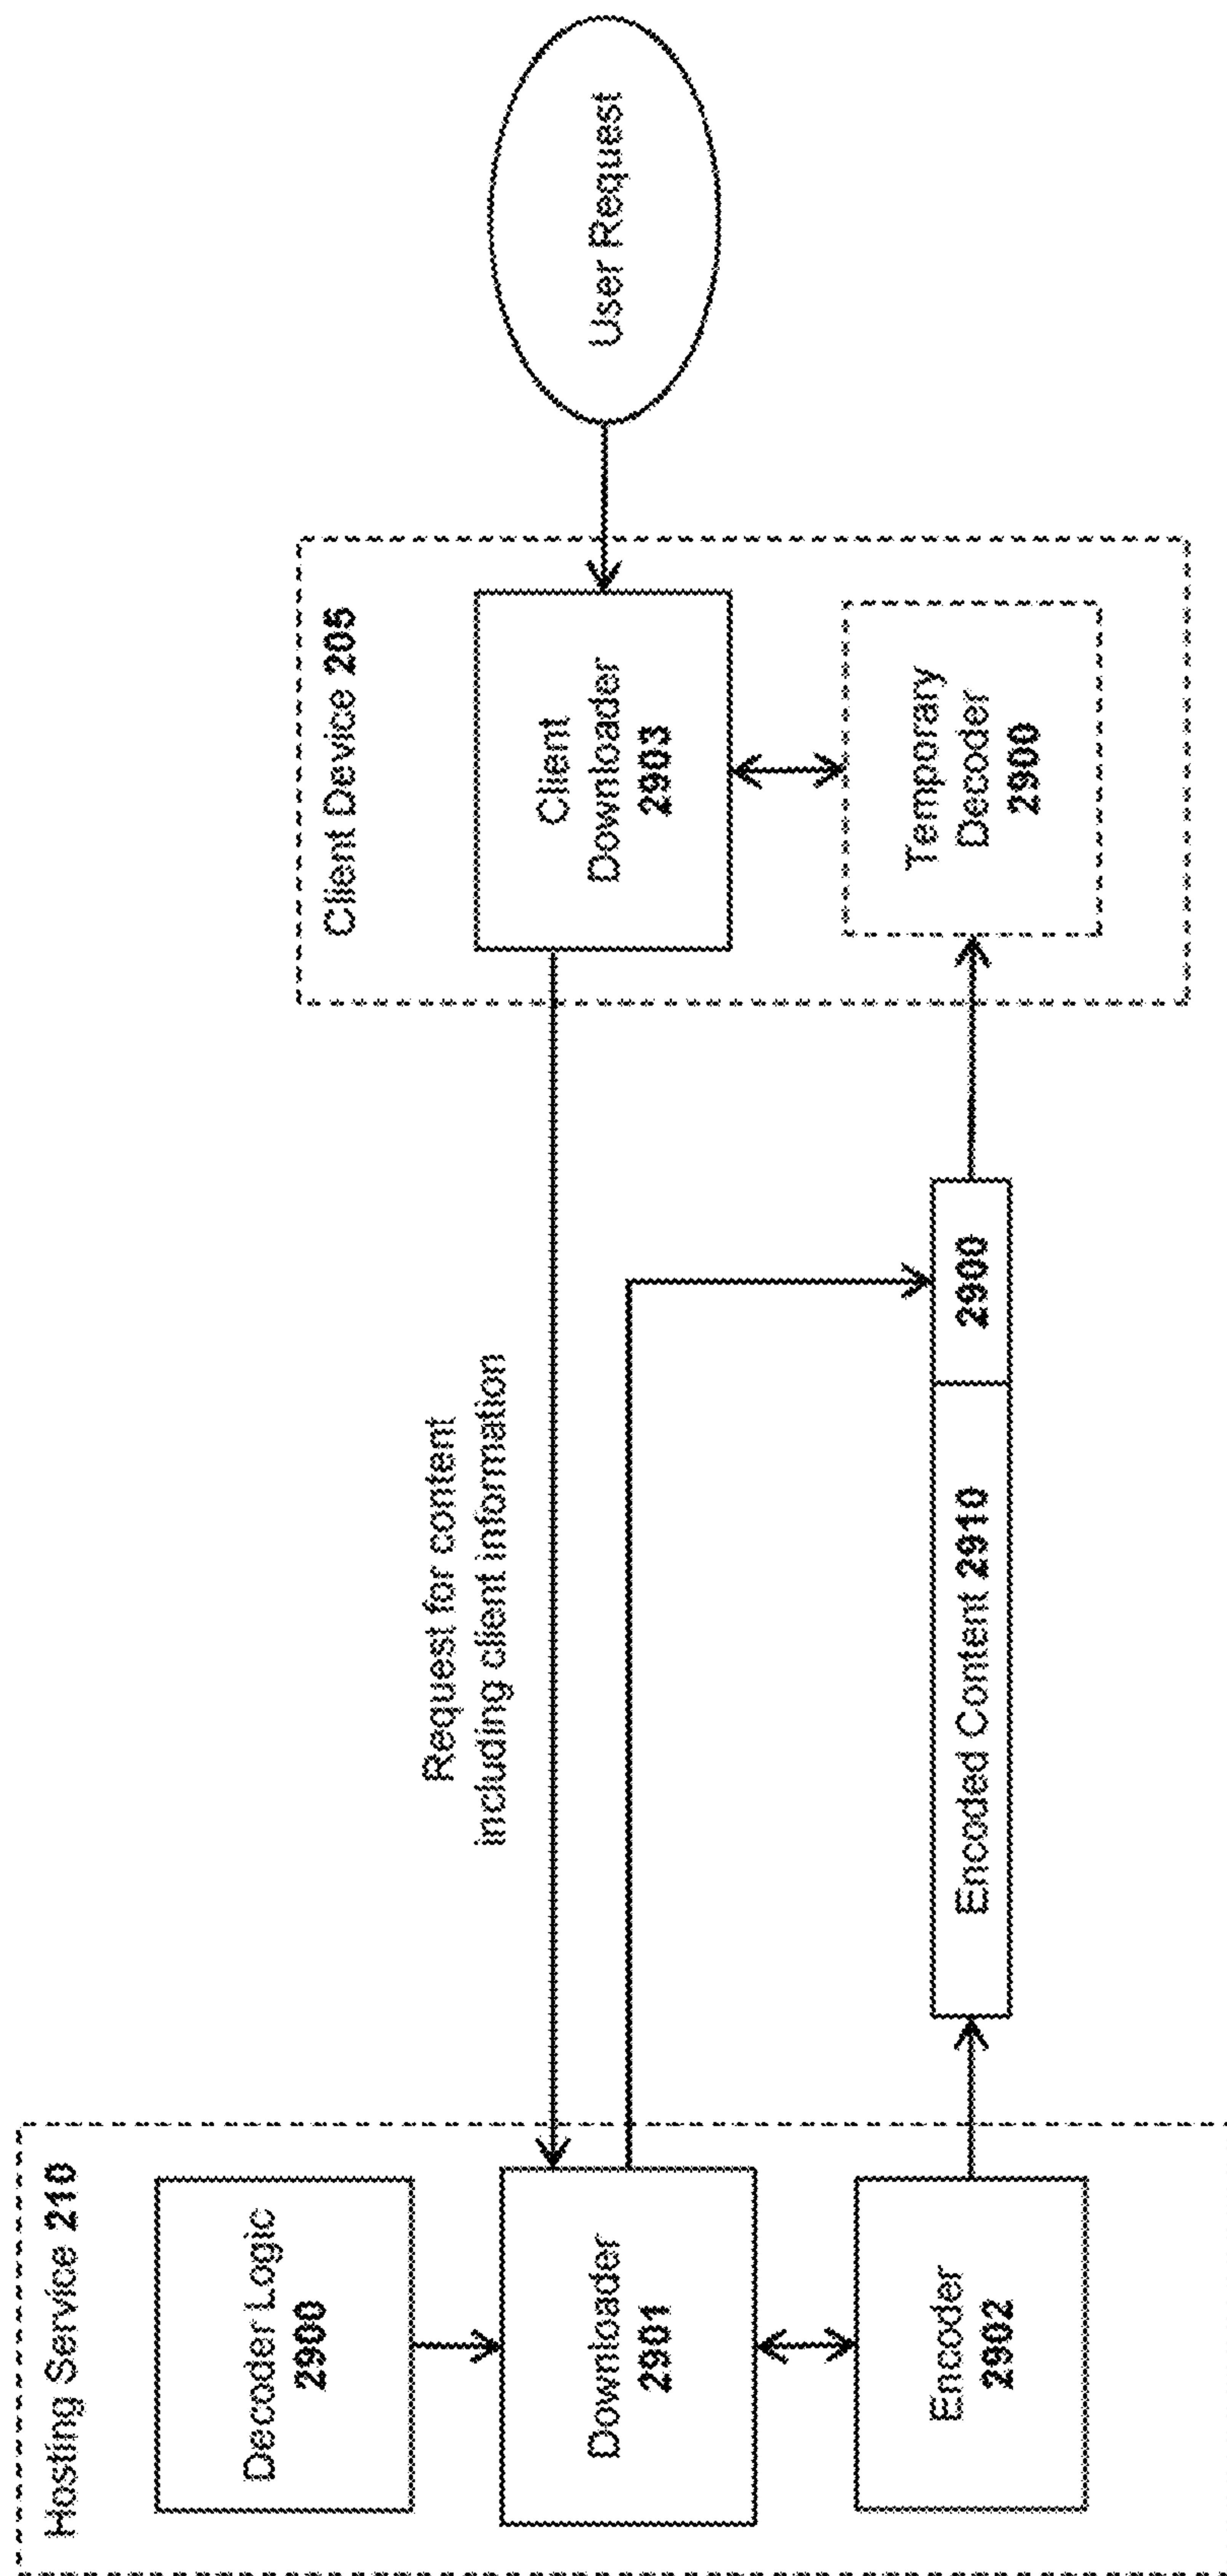 Hosting Service 210
Decoder Logic
2900
Downloader
2901
Encoder
2902
Request for content
including client information
Encoded Content 2910
2900
Client Device 205
Client
Downloader
2903
Temporary
Decoder
2900
User Request